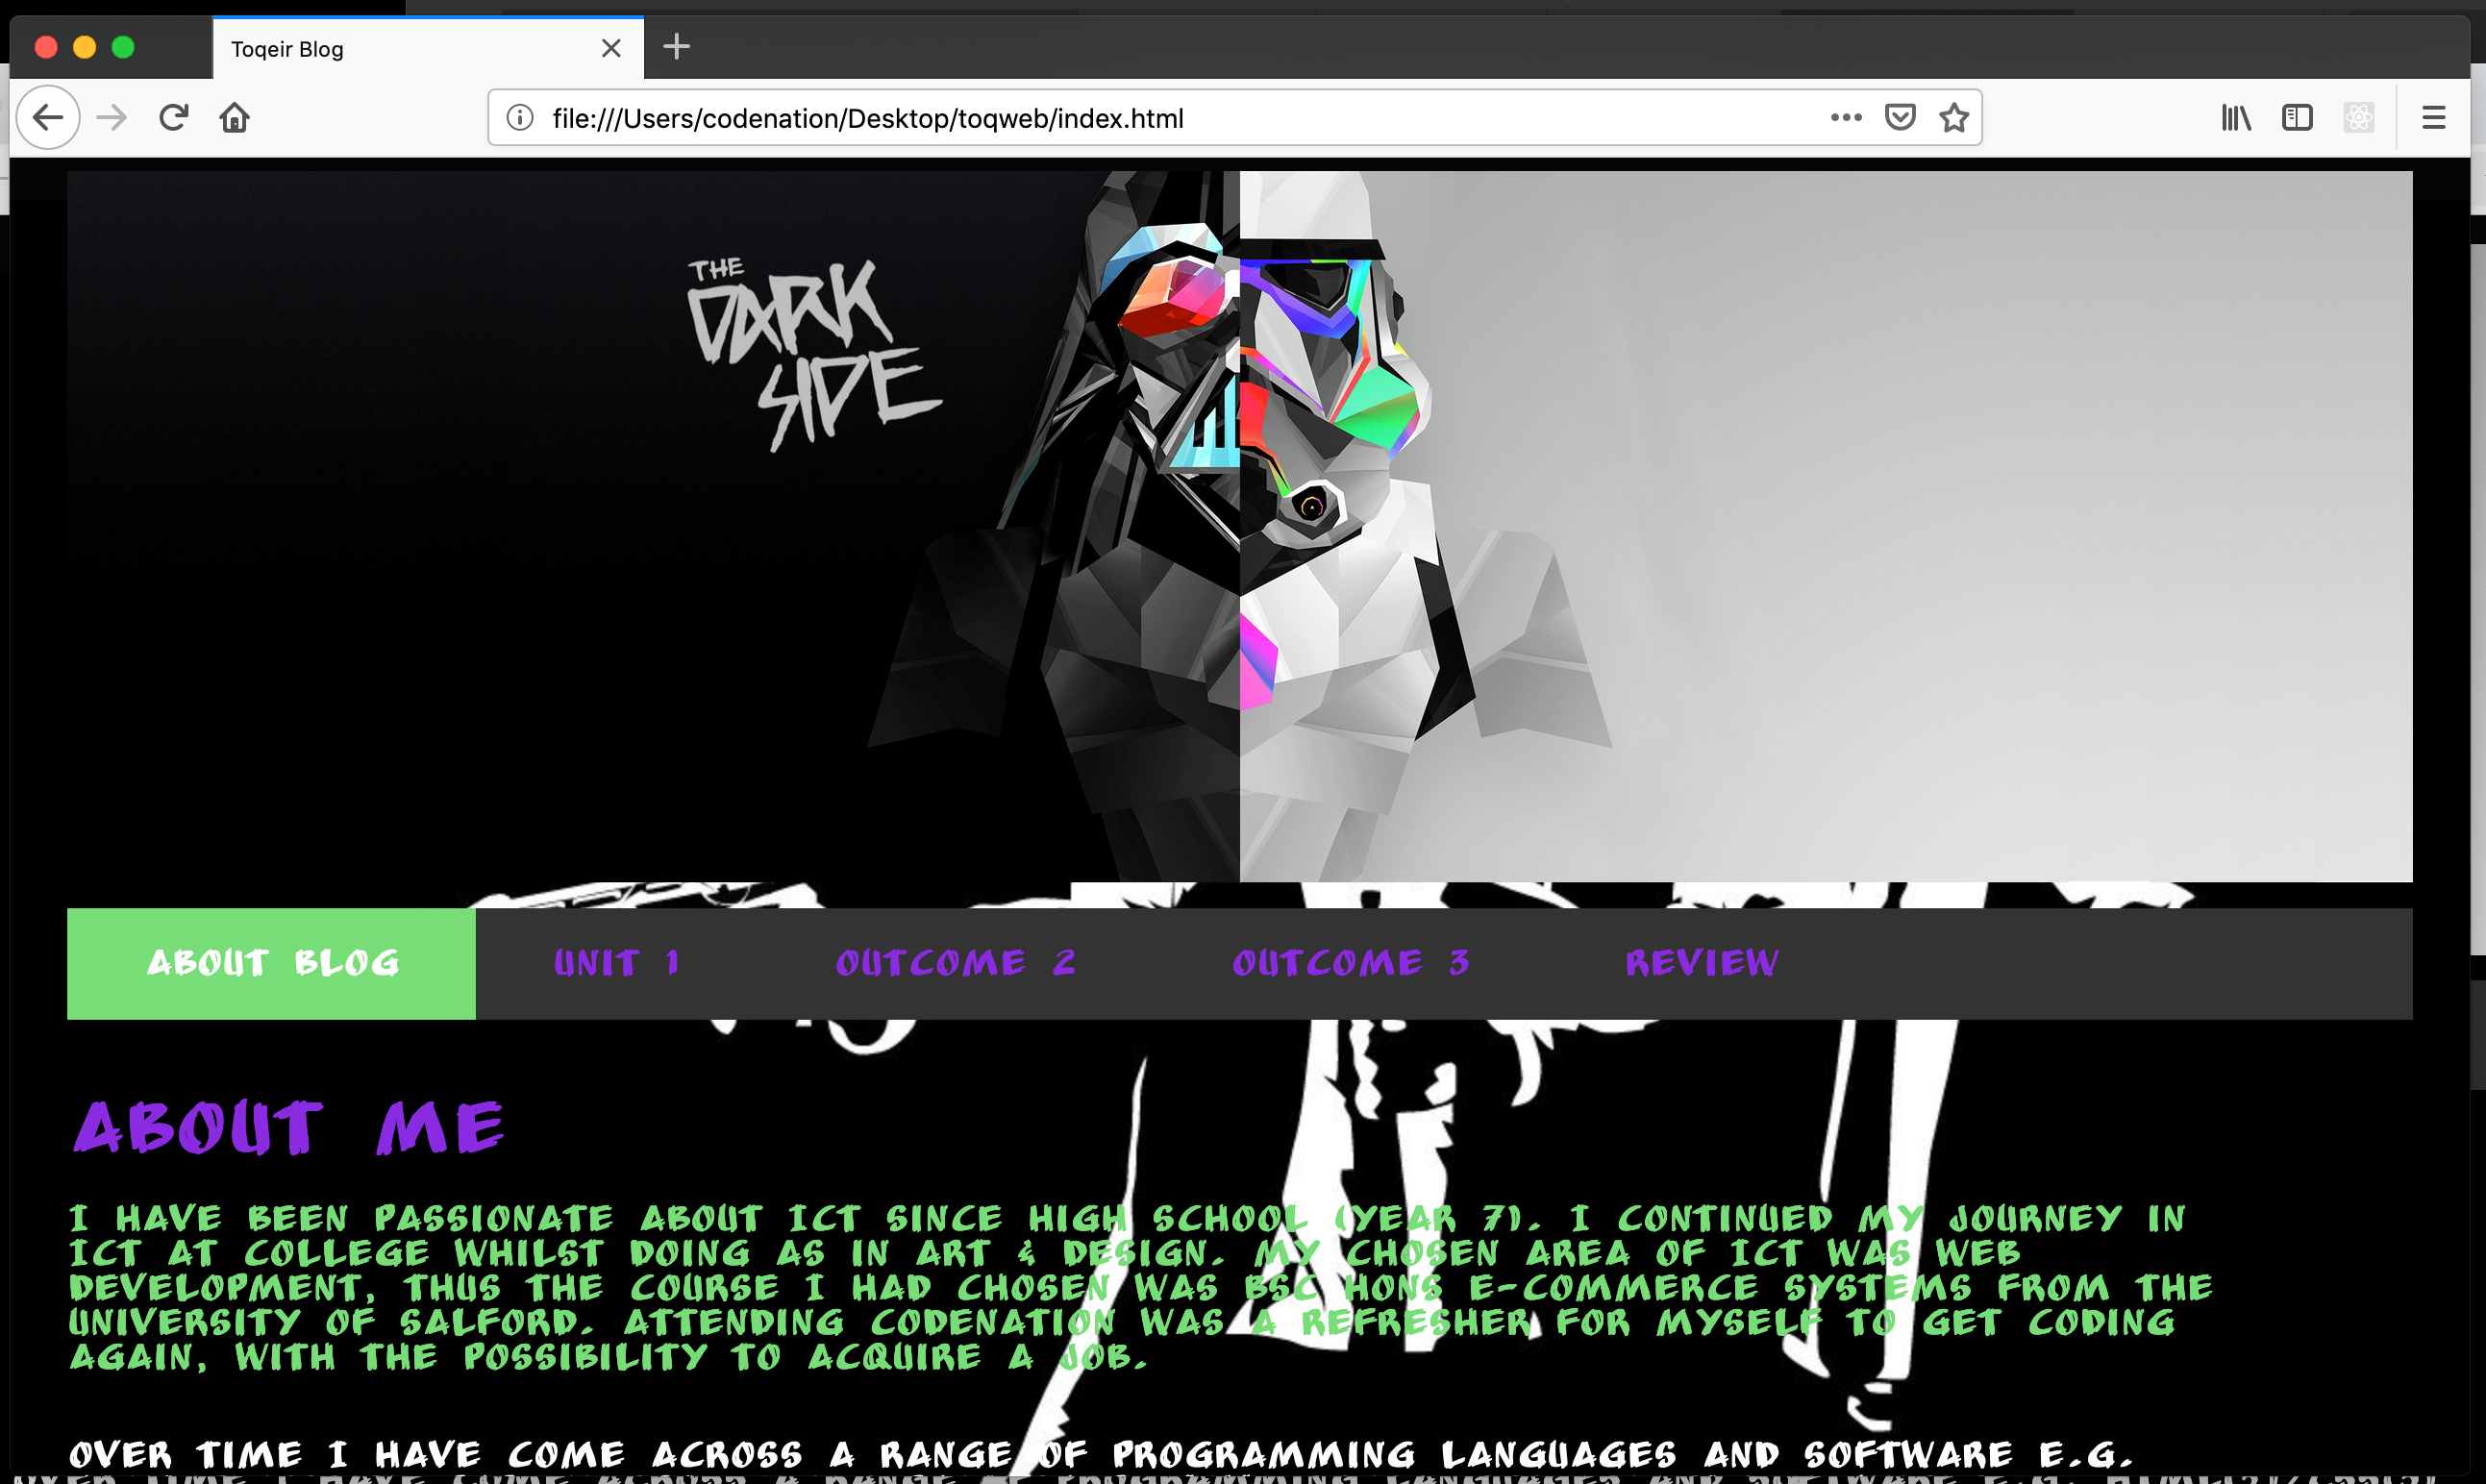 Toqeir Blog
file:///Users/codenation/Desktop/toqweb/index.html
THE
DARK
SIDE
ABOUT BLOG
UNIT 1
OUTCOME 2
OUTCOME 3
REVIEW
ABOUT ME
I HAVE BEEN PASSIONATE ABOUT ICT SINCE HIGH SCHOOL (YEAR 7). I CONTINUED MY JOURNEY IN
ICT AT COLLEGE WHILST DOING AS IN ART & DESIGN. MY CHOSEN AREA OF ICT WAS WEB
DEVELOPMENT, THUS THE COURSE I HAD CHOSEN WAS BSC HONS E-COMMERCE SYSTEMS FROM THE
UNIVERSITY OF SALFORD. ATTENDING CODENATION WAS A REFRESHER FOR MYSELF TO GET CODING
AGAIN, WITH THE POSSIBILITY TO ACQUIRE A JOB.
OVER TIME I HAVE COME ACROSS A RANGE OF PROGRAMMING LANGUAGES AND SOFTWARE E.G.